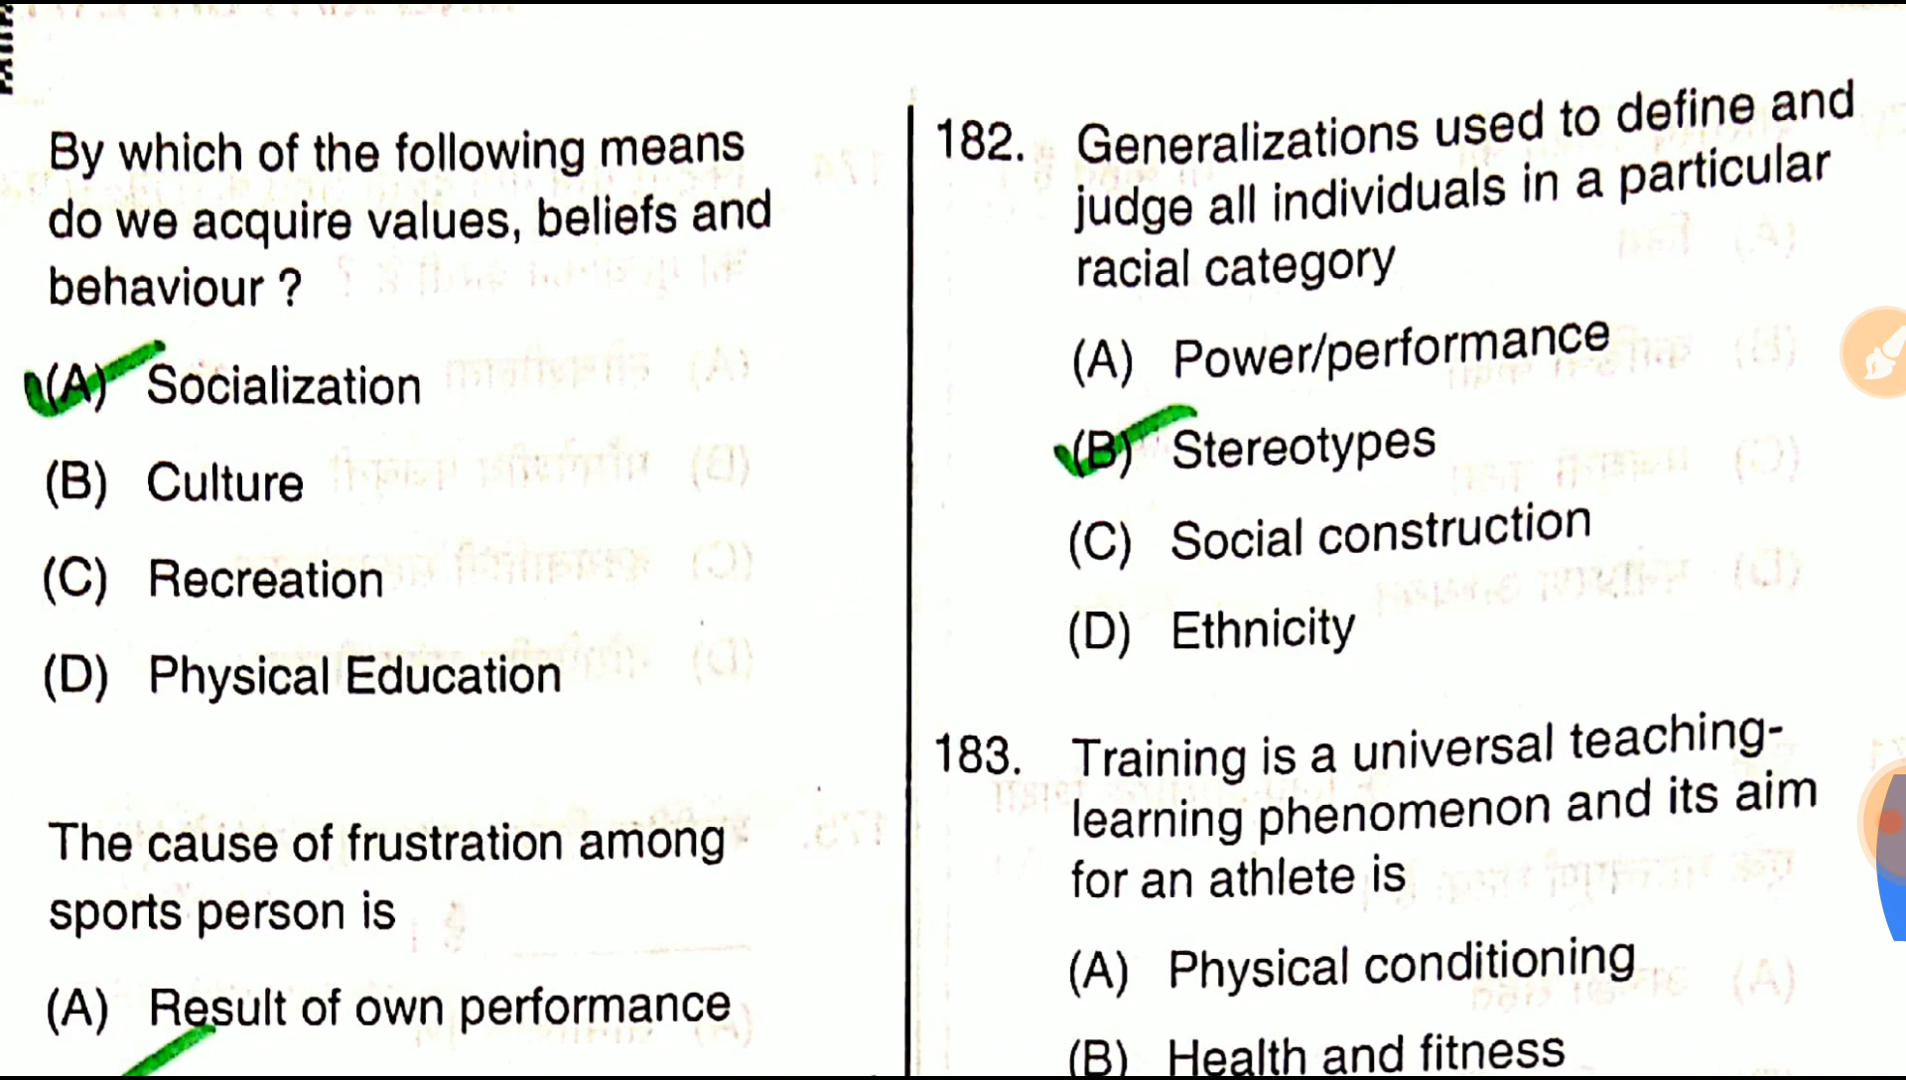 By which of the following means
do we acquire values, beliefs and
behaviour ?
(A) Socialization
(B) Culture
(C) Recreation
(D) Physical Education
The cause of frustration among
sports person is
(A) Result of own performance
182. Generalizations used to define and
judge all individuals in a particular
racial category
(A) Power/performance
(B) Stereotypes
(C) Social construction
(D) Ethnicity
183. Training is a universal teaching-
learning phenomenon and its aim
for an athlete is
(A) Physical conditioning
(B) Health and fitness